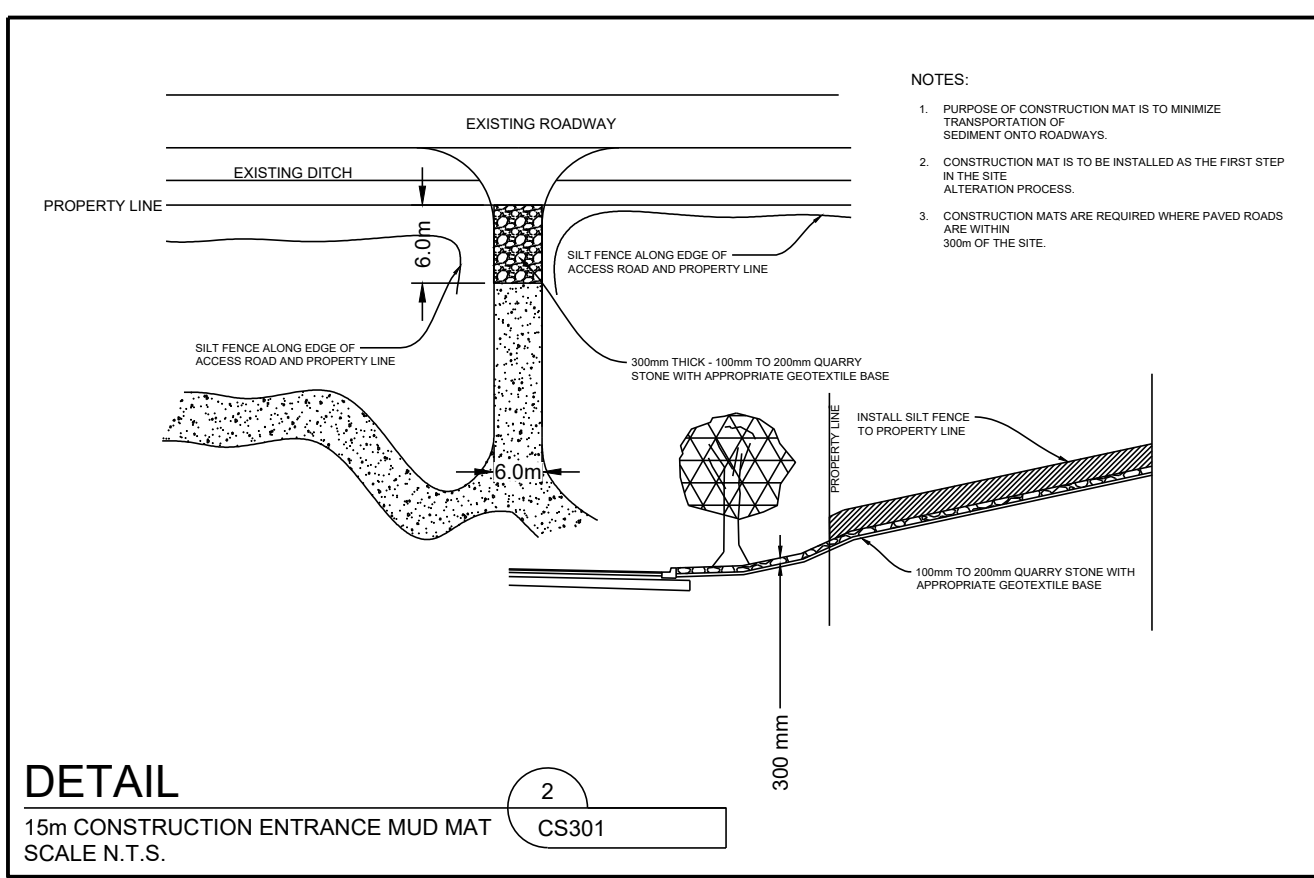 NOTES:
1. PURPOSE OF CONSTRUCTION MAT IS TO MINIMIZE
TRANSPORTATION OF
SEDIMENT ONTO ROADWAYS.
2. CONSTRUCTION MAT IS TO BE INSTALLED AS THE FIRST STEP
IN THE SITE
ALTERATION PROCESS.
3. CONSTRUCTION MATS ARE REQUIRED WHERE PAVED ROADS
ARE WITHIN
300m OF THE SITE.
EXISTING ROADWAY
EXISTING DITCH
PROPERTY LINE
6.0m
SILT FENCE ALONG EDGE OF
ACCESS ROAD AND PROPERTY LINE
SILT FENCE ALONG EDGE OF
ACCESS ROAD AND PROPERTY LINE
300mm THICK - 100mm TO 200mm QUARRY
STONE WITH APPROPRIATE GEOTEXTILE BASE
6.0m
PROPERTY LINE
INSTALL SILT FENCE
TO PROPERTY LINE
100mm TO 200mm QUARRY STONE WITH
APPROPRIATE GEOTEXTILE BASE
300 mm
DETAIL
2
15m CONSTRUCTION ENTRANCE MUD MAT
CS301
SCALE N.T.S.